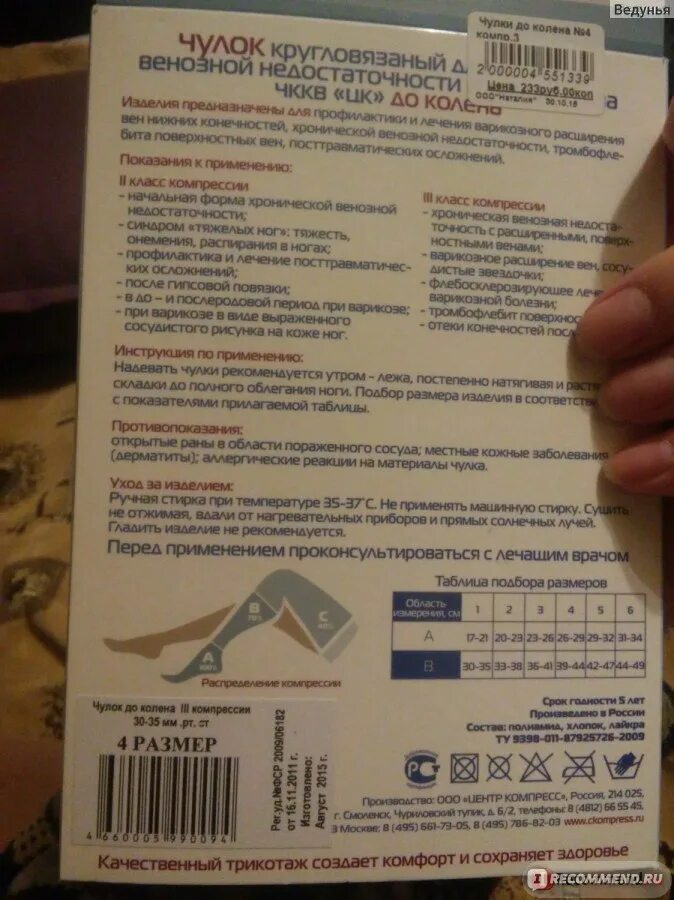 Ведунья
Чулки до колена №4
компр.3
2 000004 551339
Цена 233руб.00коп
ООО"Наталия" 30.10.15
ЧУЛОК КРУГЛОВЯЗАНЫЙ
ВЕНОЗНОЙ НЕДОСТАТОЧНОСТИ
ЧККВ «ЦК» ДО КОЛЕНА
Изделия предназначены для профилактики и лечения варикозного расширения
вен нижних конечностей, хронической венозной недостаточности, тромбофле-
бита поверхностных вен, посттравматических осложнений.
Показания к применению:
II класс компрессии
- начальная форма хронической венозной
недостаточности;
- синдром «тяжелых ног»: тяжесть,
онемения, распирания в ногах;
- профилактика и лечение посттравматичес-
ких осложнений;
- после гипсовой повязки;
- в до – и послеродовой период при варикозе;
- при варикозе в виде выраженного
сосудистого рисунка на коже ног.
III класс компрессии
- хроническая венозная недоста-
точность с расширенными, поверх-
ностными венами;
- варикозное расширение вен, сосу-
дистые звездочки;
- флебосклерозирующее лече
варикозной болезни;
- тромбофлебит поверхнос
- отеки конечностей посл
Инструкция по применению:
Надевать чулки рекомендуется утром – лежа, постепенно натягивая и растя
складки до полного облегания ноги. Подбор размера изделия в соответств
с показателями прилагаемой таблицы.
Противопоказания:
открытые раны в области пораженного сосуда; местные кожные заболевания
(дерматиты); аллергические реакции на материалы чулка.
Уход за изделием:
Ручная стирка при температуре 35-37°С. Не применять машинную стирку. Сушить
не отжимая, вдали от нагревательных приборов и прямых солнечных лучей.
Гладить изделие не рекомендуется.
Перед применением проконсультироваться с лечащим врачом
A 100%
B 70%
C 40%
Распределение компрессии
Таблица подбора размеров
Область измерения, см 1 2 3 4 5 6
A 17-21 20-23 23-26 26-29 29-32 31-34
B 30-35 33-38 36-41 39-44 42-47 44-49
Чулок до колена III компрессии
30-35 мм .рт. ст
4 РАЗМЕР
4 660005 990094
Рег.уд.№ФСР 2009/06182
от 16.11.2011 г.
Изготовлено:
Август 2015 г.
Срок годности 5 лет
Произведено в России
Состав: полиамид, хлопок, лайкра
ТУ 9398-011-87925726-2009
Производство: ООО «ЦЕНТР КОМПРЕСС», Россия, 214 025,
г. Смоленск, Чуриловский тупик, д. 6/2, телефоны: 8 (4812) 66 55 45,
в Москве: 8 (495) 661-79-05, 8 (495) 786-82-03 www.ckompress.ru
Качественный трикотаж создает комфорт и сохраняет здоровье
IRECOMMEND.RU